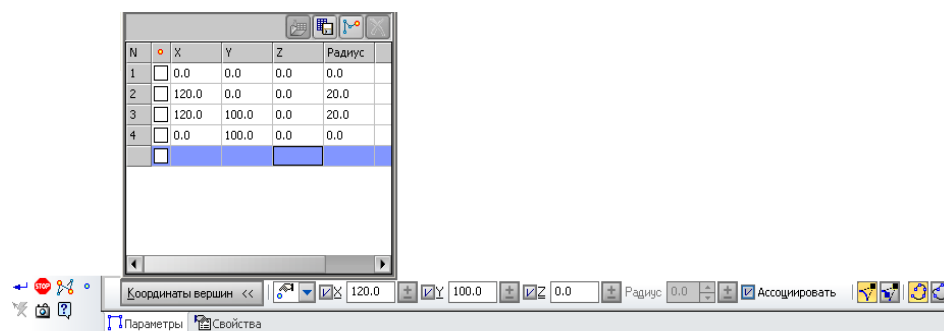 N X Y Z Радиус
1 0.0 0.0 0.0 0.0
2 120.0 0.0 0.0 20.0
3 120.0 100.0 0.0 20.0
4 0.0 100.0 0.0 0.0
STOP
Координаты вершин << X 120.0 Y 100.0 Z 0.0 Радиус 0.0 Ассоциировать
Параметры Свойства